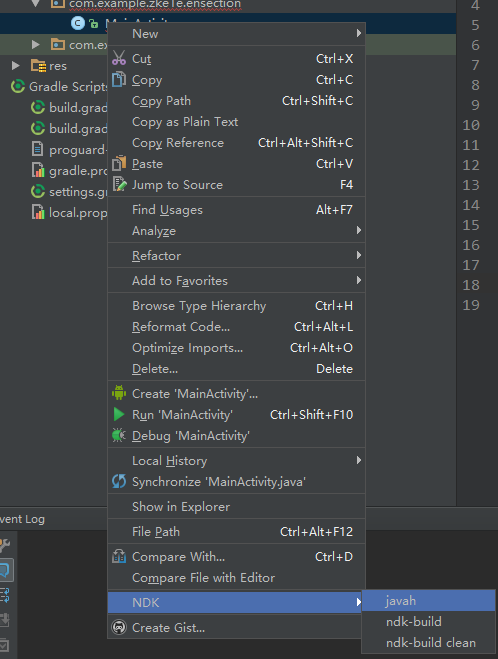 com.example.zkeTe.ensection
MainActivity
com.ex
res
Gradle Scripts
build.grad
build.grad
proguard-
gradle.pro
settings.gr
local.prop
New
Cut Ctrl+X
Copy Ctrl+C
Copy Path Ctrl+Shift+C
Copy as Plain Text
Copy Reference Ctrl+Alt+Shift+C
Paste Ctrl+V
Jump to Source F4
Find Usages Alt+F7
Analyze
Refactor
Add to Favorites
Browse Type Hierarchy Ctrl+H
Reformat Code... Ctrl+Alt+L
Optimize Imports... Ctrl+Alt+O
Delete... Delete
Create 'MainActivity'...
Run 'MainActivity' Ctrl+Shift+F10
Debug 'MainActivity'
Local History
Synchronize 'MainActivity.java'
Show in Explorer
File Path Ctrl+Alt+F12
Compare With... Ctrl+D
Compare File with Editor
NDK
Create Gist...
javah
ndk-build
ndk-build clean
vent Log
4
5
6
7
8
9
10
11
12
13
14
15
16
17
18
19